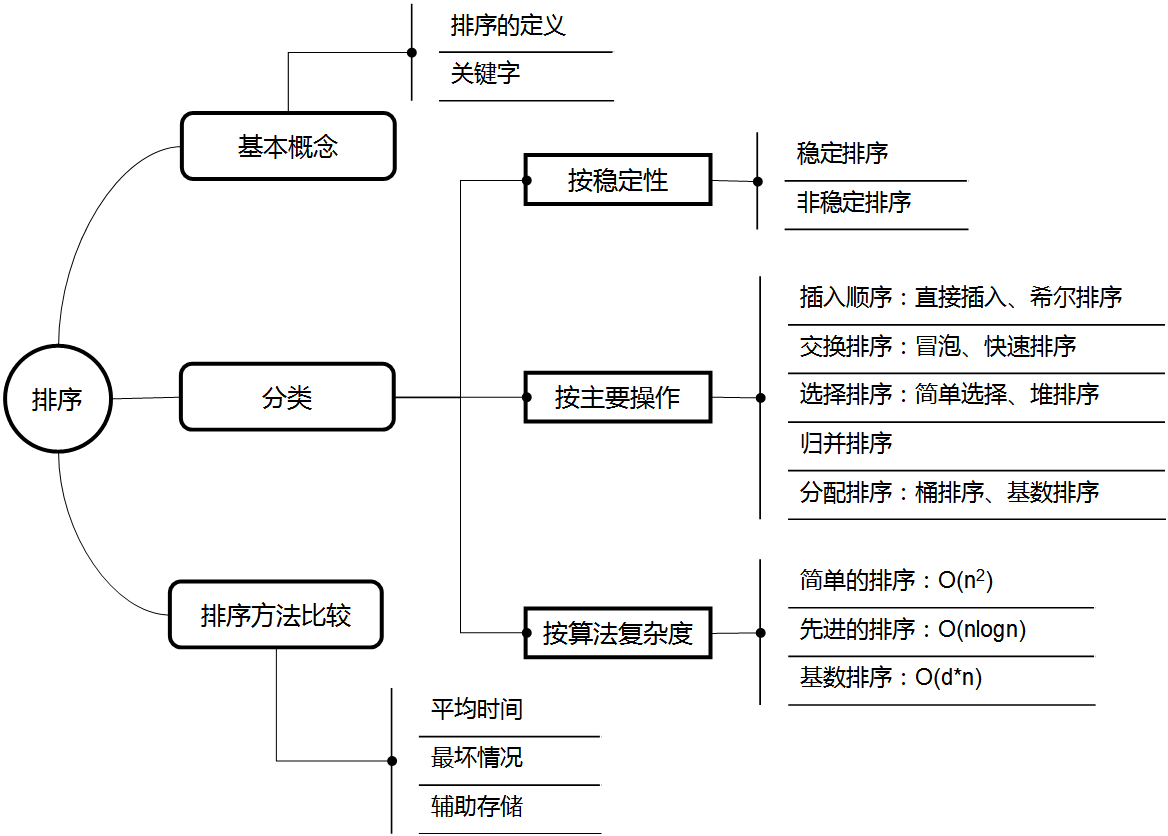 排序的定义
关键字
基本概念
按稳定性
稳定排序
非稳定排序
插入顺序：直接插入、希尔排序
交换排序：冒泡、快速排序
排序
分类
按主要操作
选择排序：简单选择、堆排序
归并排序
分配排序：桶排序、基数排序
简单的排序：O(n²)
排序方法比较
按算法复杂度
先进的排序：O(nlogn)
基数排序：O(d*n)
平均时间
最坏情况
辅助存储